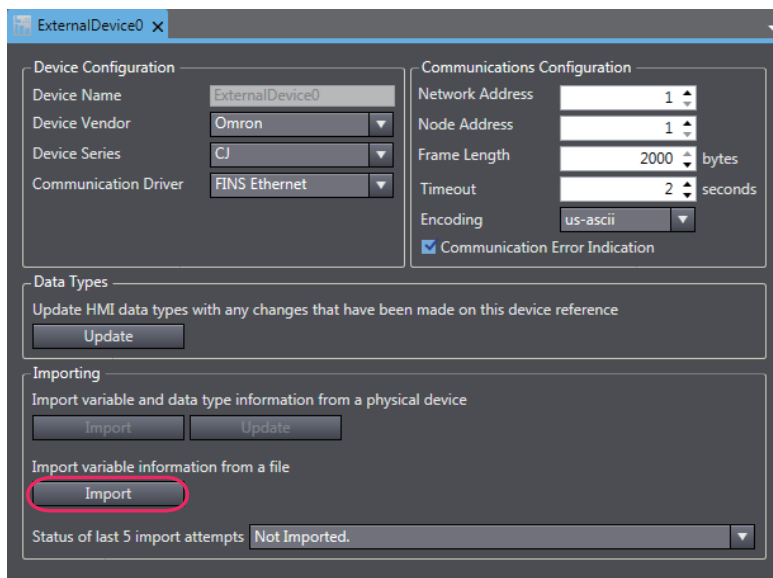 ExternalDevice0
Device Configuration
Device Name ExternalDevice0
Device Vendor Omron
Device Series CJ
Communication Driver FINS Ethernet
Communications Configuration
Network Address 1
Node Address 1
Frame Length 2000 bytes
Timeout 2 seconds
Encoding us-ascii
Communication Error Indication
Data Types
Update HMI data types with any changes that have been made on this device reference
Update
Importing
Import variable and data type information from a physical device
Import Update
Import variable information from a file
Import
Status of last 5 import attempts Not Imported.